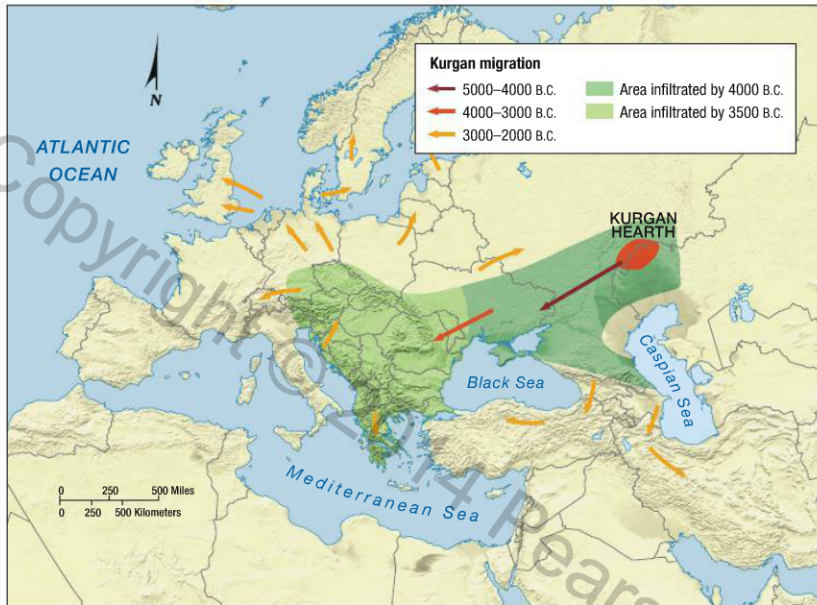 Kurgan migration
5000–4000 B.C.
4000–3000 B.C.
3000–2000 B.C.
Area infiltrated by 4000 B.C.
Area infiltrated by 3500 B.C.
N
ATLANTIC
OCEAN
KURGAN
HEARTH
Caspian Sea
Black Sea
Mediterranean Sea
0 250 500 Miles
0 250 500 Kilometers
Copyright © 2014 Pears